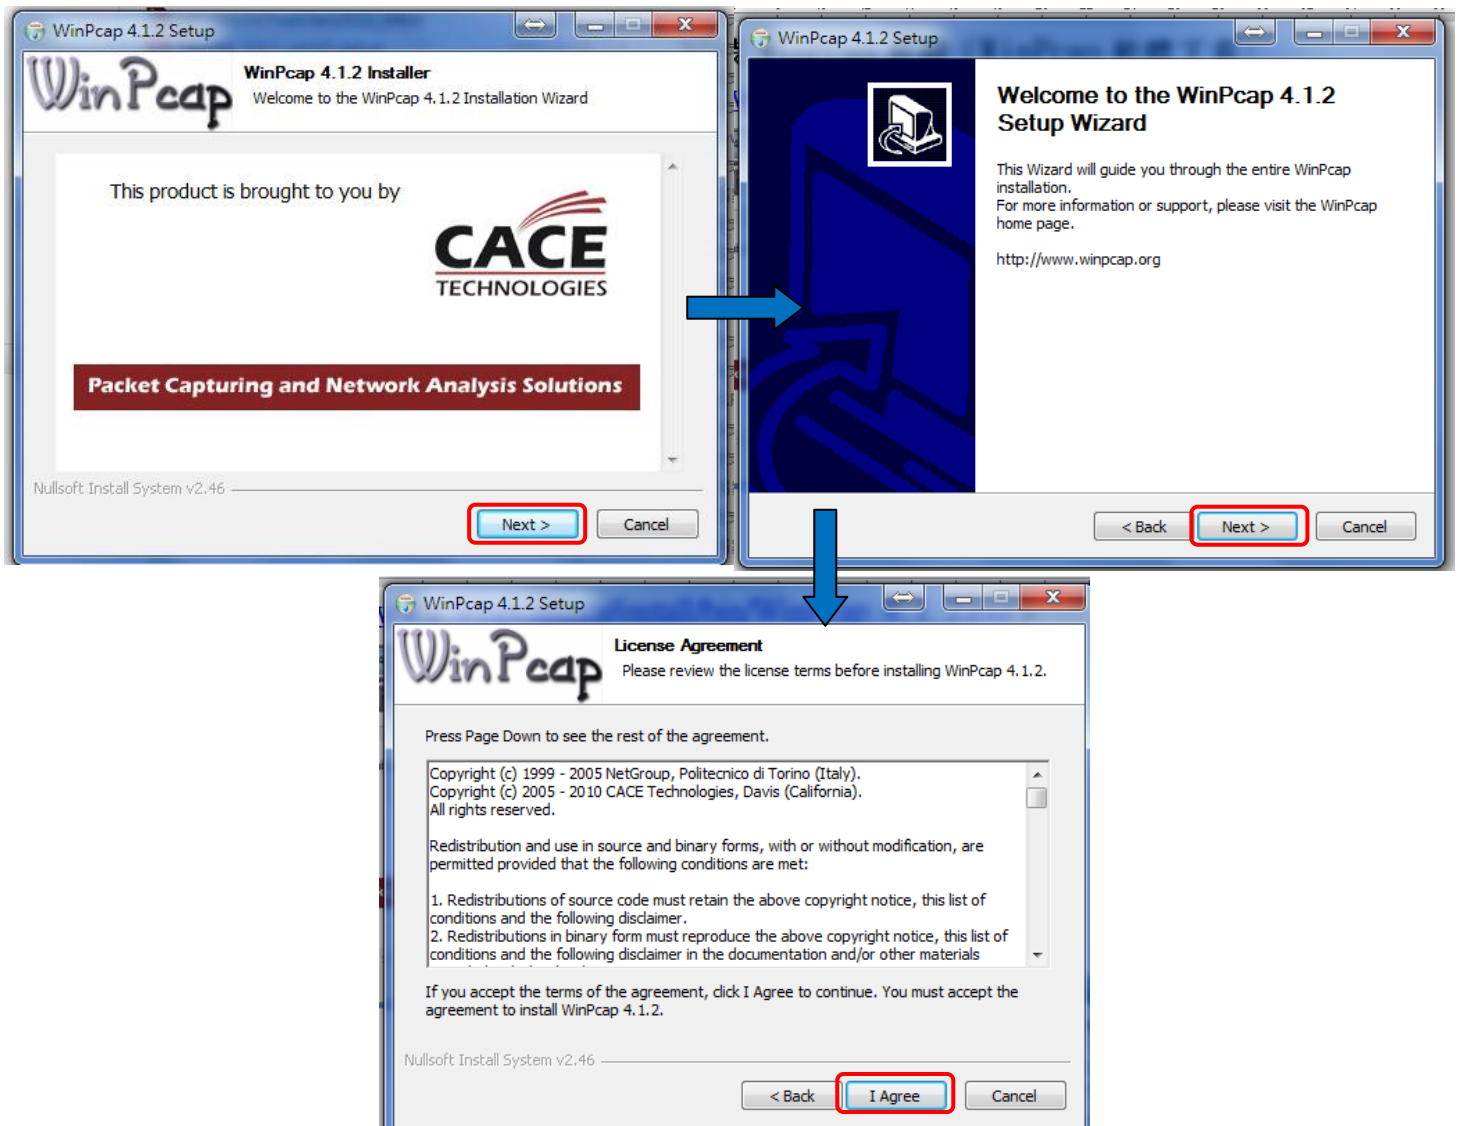 WinPcap 4.1.2 Setup
WinPcap
WinPcap 4.1.2 Installer
Welcome to the WinPcap 4.1.2 Installation Wizard
This product is brought to you by
CACE
TECHNOLOGIES
Packet Capturing and Network Analysis Solutions
Nullsoft Install System v2.46
Next >
Cancel
WinPcap 4.1.2 Setup
Welcome to the WinPcap 4.1.2
Setup Wizard
This Wizard will guide you through the entire WinPcap
installation.
For more information or support, please visit the WinPcap
home page.
http://www.winpcap.org
< Back
Next >
Cancel
WinPcap 4.1.2 Setup
WinPcap
License Agreement
Please review the license terms before installing WinPcap 4.1.2.
Press Page Down to see the rest of the agreement.
Copyright (c) 1999 - 2005 NetGroup, Politecnico di Torino (Italy).
Copyright (c) 2005 - 2010 CACE Technologies, Davis (California).
All rights reserved.
Redistribution and use in source and binary forms, with or without modification, are
permitted provided that the following conditions are met:
1. Redistributions of source code must retain the above copyright notice, this list of
conditions and the following disclaimer.
2. Redistributions in binary form must reproduce the above copyright notice, this list of
conditions and the following disclaimer in the documentation and/or other materials
If you accept the terms of the agreement, click I Agree to continue. You must accept the
agreement to install WinPcap 4.1.2.
Nullsoft Install System v2.46
< Back
I Agree
Cancel